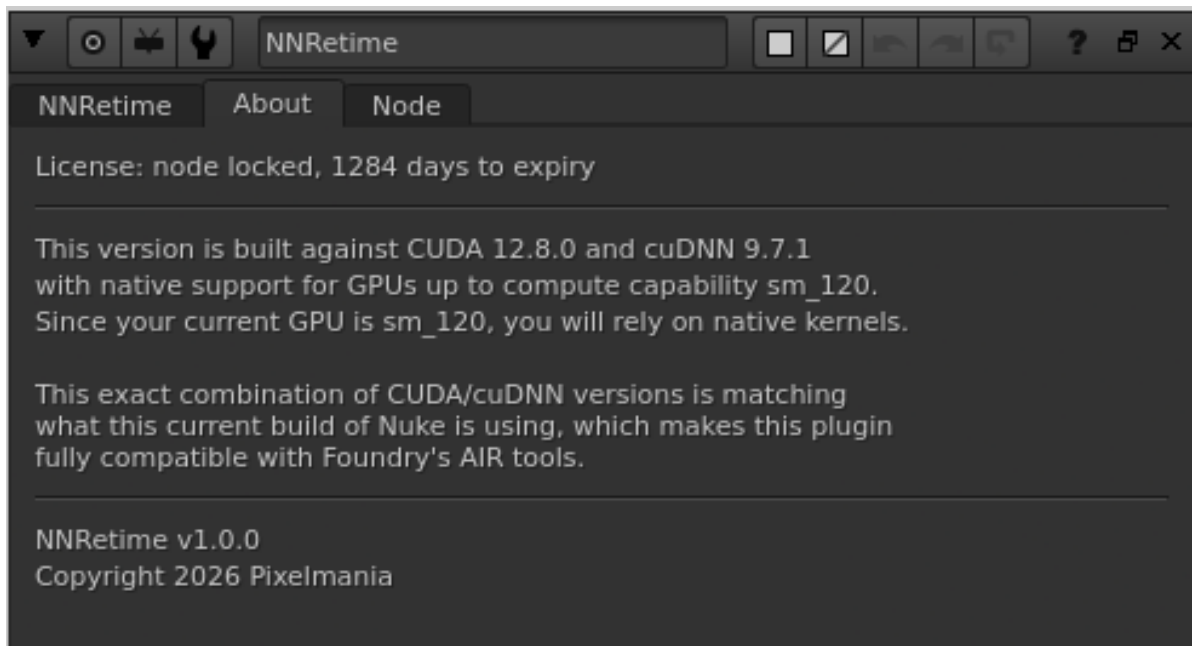 NNRetime
?
NNRetime About Node
License: node locked, 1284 days to expiry
This version is built against CUDA 12.8.0 and cuDNN 9.7.1
with native support for GPUs up to compute capability sm_120.
Since your current GPU is sm_120, you will rely on native kernels.
This exact combination of CUDA/cuDNN versions is matching
what this current build of Nuke is using, which makes this plugin
fully compatible with Foundry's AIR tools.
NNRetime v1.0.0
Copyright 2026 Pixelmania